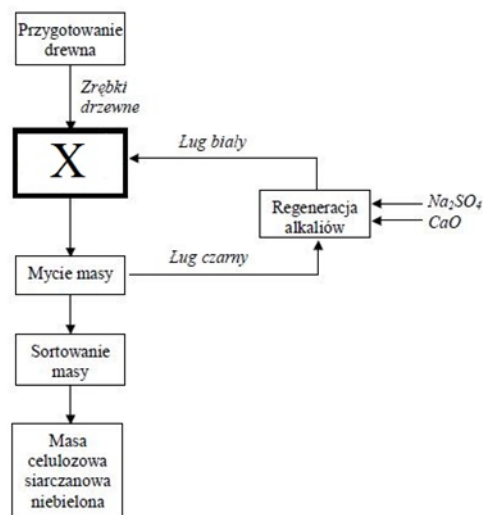 Przygotowanie
drewna
Zrębki
drzewne
X
Ług biały
Regeneracja
alkaliów
Na₂SO₄
CaO
Mycie masy
Ług czarny
Sortowanie
masy
Masa
celulozowa
siarczanowa
niebielona